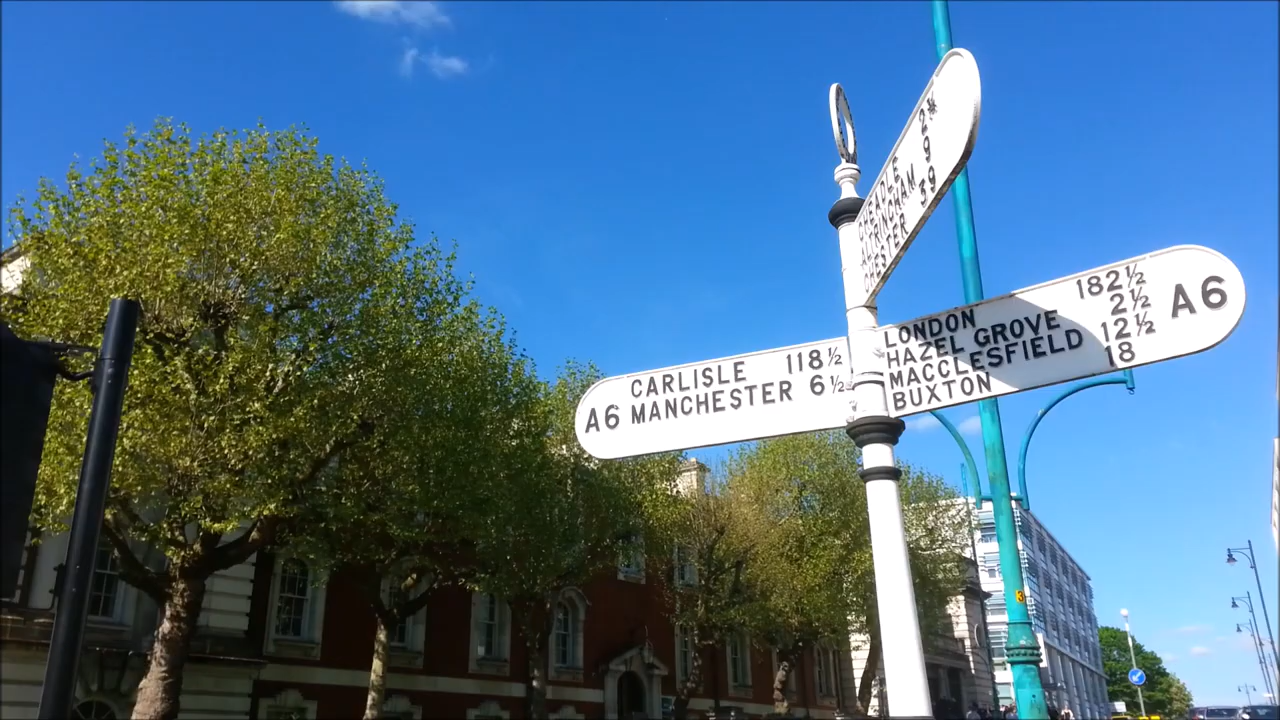 CHEADLE 2¾
ALTRINCHAM 9
CHESTER 39
A6
CARLISLE 118½
MANCHESTER 6½
LONDON 182½
HAZEL GROVE 2½
MACCLESFIELD 12½
BUXTON 18
A6
3